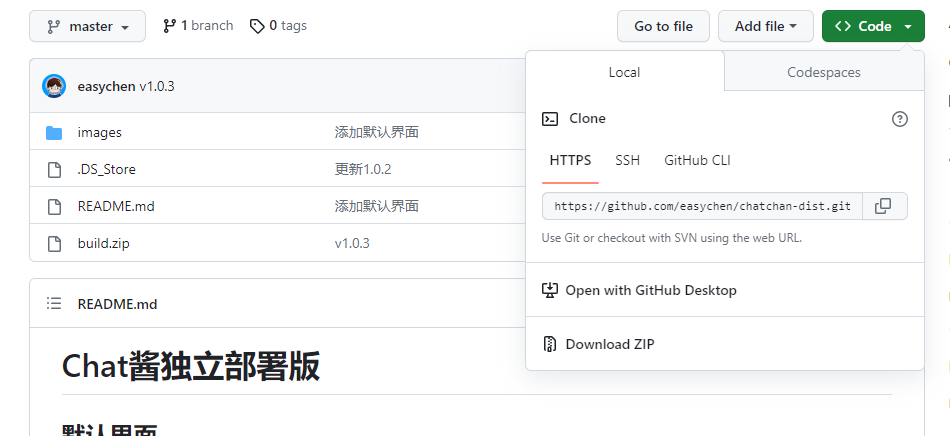 master
1 branch
0 tags
Go to file
Add file
Code
easychen v1.0.3
images 添加默认界面
.DS_Store 更新1.0.2
README.md 添加默认界面
build.zip v1.0.3
Local
Codespaces
Clone
HTTPS
SSH
GitHub CLI
https://github.com/easychen/chatchan-dist.git
Use Git or checkout with SVN using the web URL.
Open with GitHub Desktop
Download ZIP
README.md
Chat酱独立部署版
默认界面